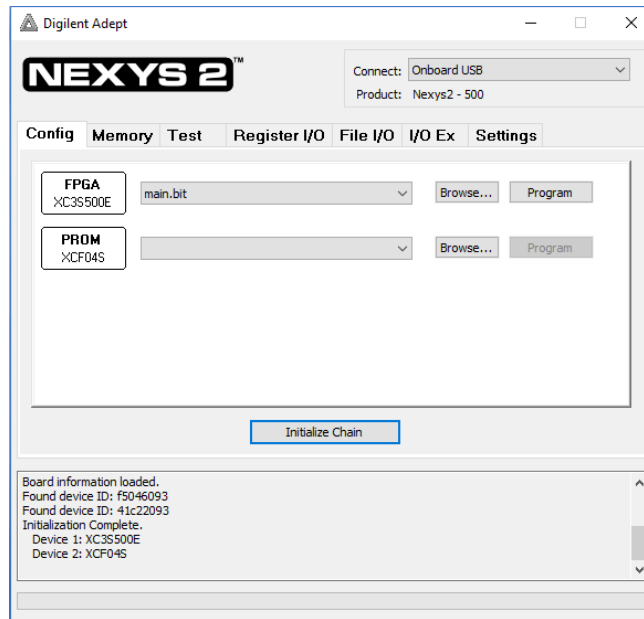 Digilent Adept
NEXYS 2™
Connect: Onboard USB
Product: Nexys2 - 500
Config Memory Test Register I/O File I/O I/O Ex Settings
FPGA
XC3S500E
main.bit
Browse... Program
PROM
XCF04S
Browse... Program
Initialize Chain
Board information loaded.
Found device ID: f5046093
Found device ID: 41c22093
Initialization Complete.
Device 1: XC3S500E
Device 2: XCF04S